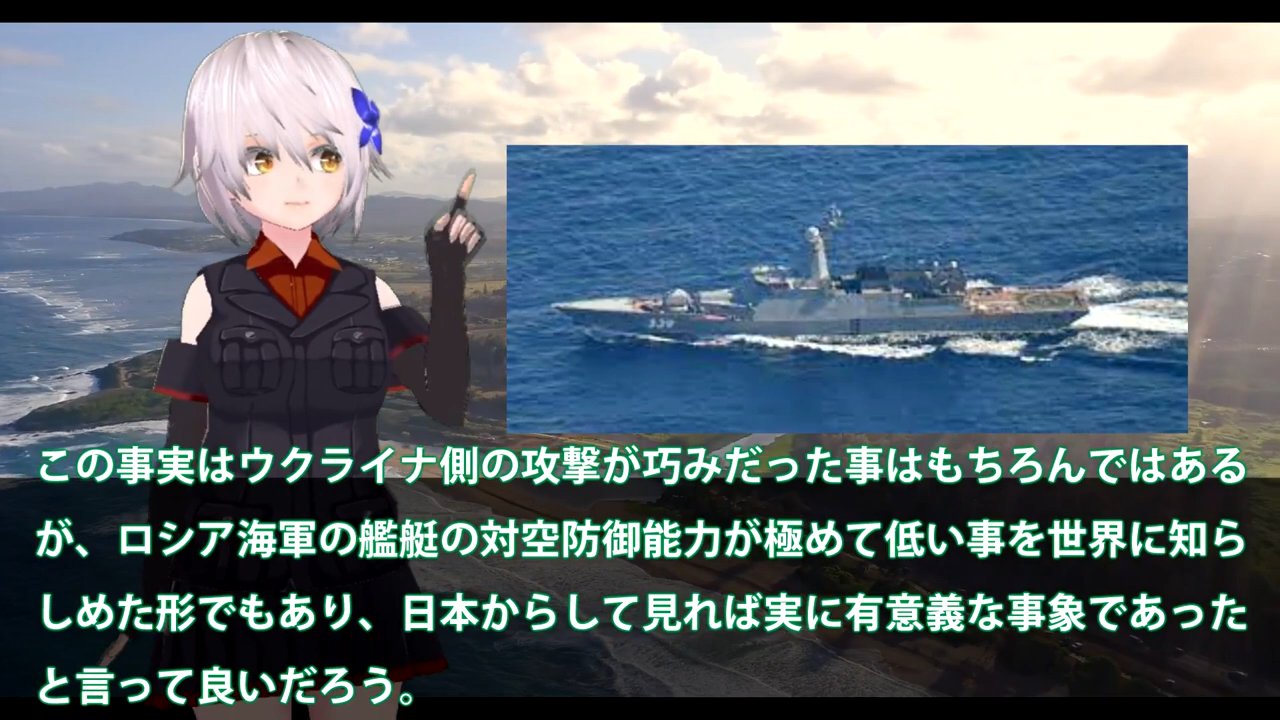 この事実はウクライナ側の攻撃が巧みだった事はもちろんではある
が、ロシア海軍の艦艇の対空防御能力が極めて低い事を世界に知ら
しめた形でもあり、日本からして見れば実に有意義な事象であった
と言って良いだろう。